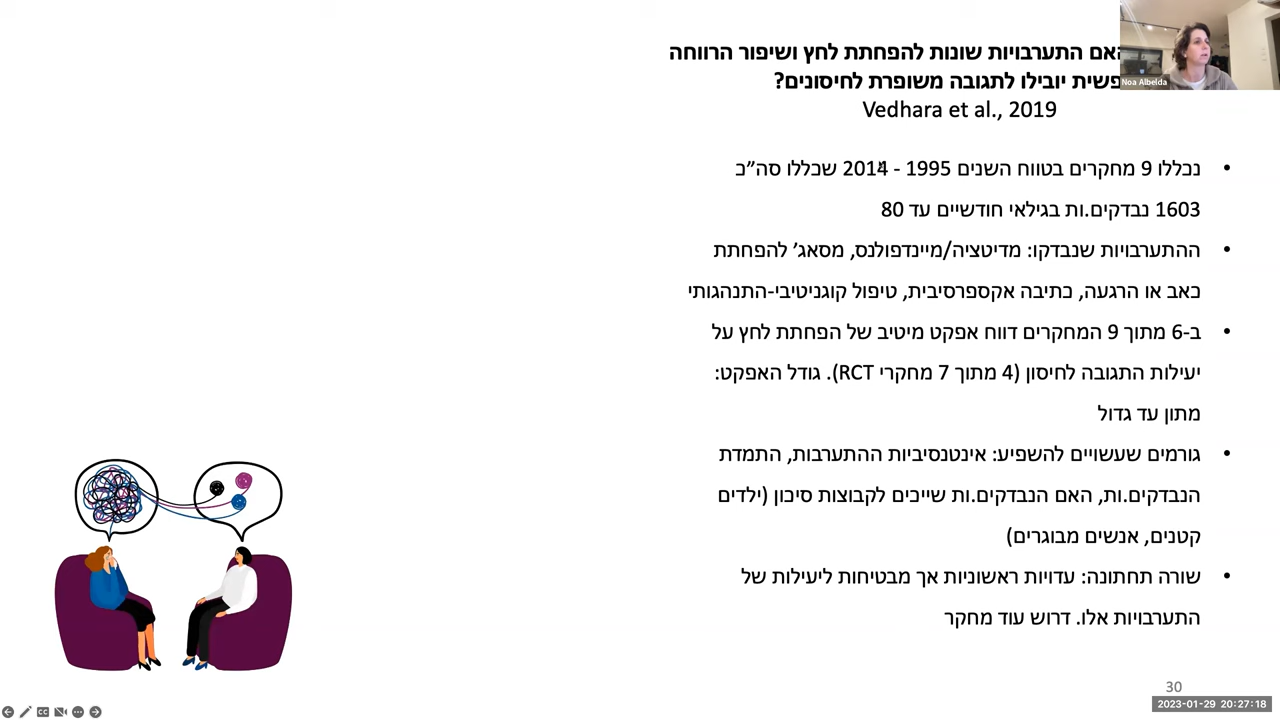 האם התערבויות שונות להפחתת לחץ ושיפור הרווחה
יובילו לתגובה משופרת לחיסונים?
Vedhara et al., 2019
• נכללו 9 מחקרים בטווח השנים 1995 - 2014 שכללו סה״כ
1603 נבדקים.ות בגילאי חודשיים עד 80
• ההתערבויות שנבדקו: מדיטציה/מיינדפולנס, מסאג׳ להפחתת
כאב או הרגעה, כתיבה אקספרסיבית, טיפול קוגניטיבי-התנהגותי
• ב-6 מתוך 9 המחקרים דווח אפקט מיטיב של הפחתת לחץ על
יעילות התגובה לחיסון (4 מתוך 7 מחקרי RCT). גודל האפקט:
מתון עד גדול
• גורמים שעשויים להשפיע: אינטנסיביות ההתערבות, התמדת
הנבדקים.ות, האם הנבדקים.ות שייכים לקבוצות סיכון (ילדים
קטנים, אנשים מבוגרים)
• שורה תחתונה: עדויות ראשוניות אך מבטיחות ליעילות של
התערבויות אלו. דרוש עוד מחקר
30
Noa Albelda
2023-01-29 20:27:18